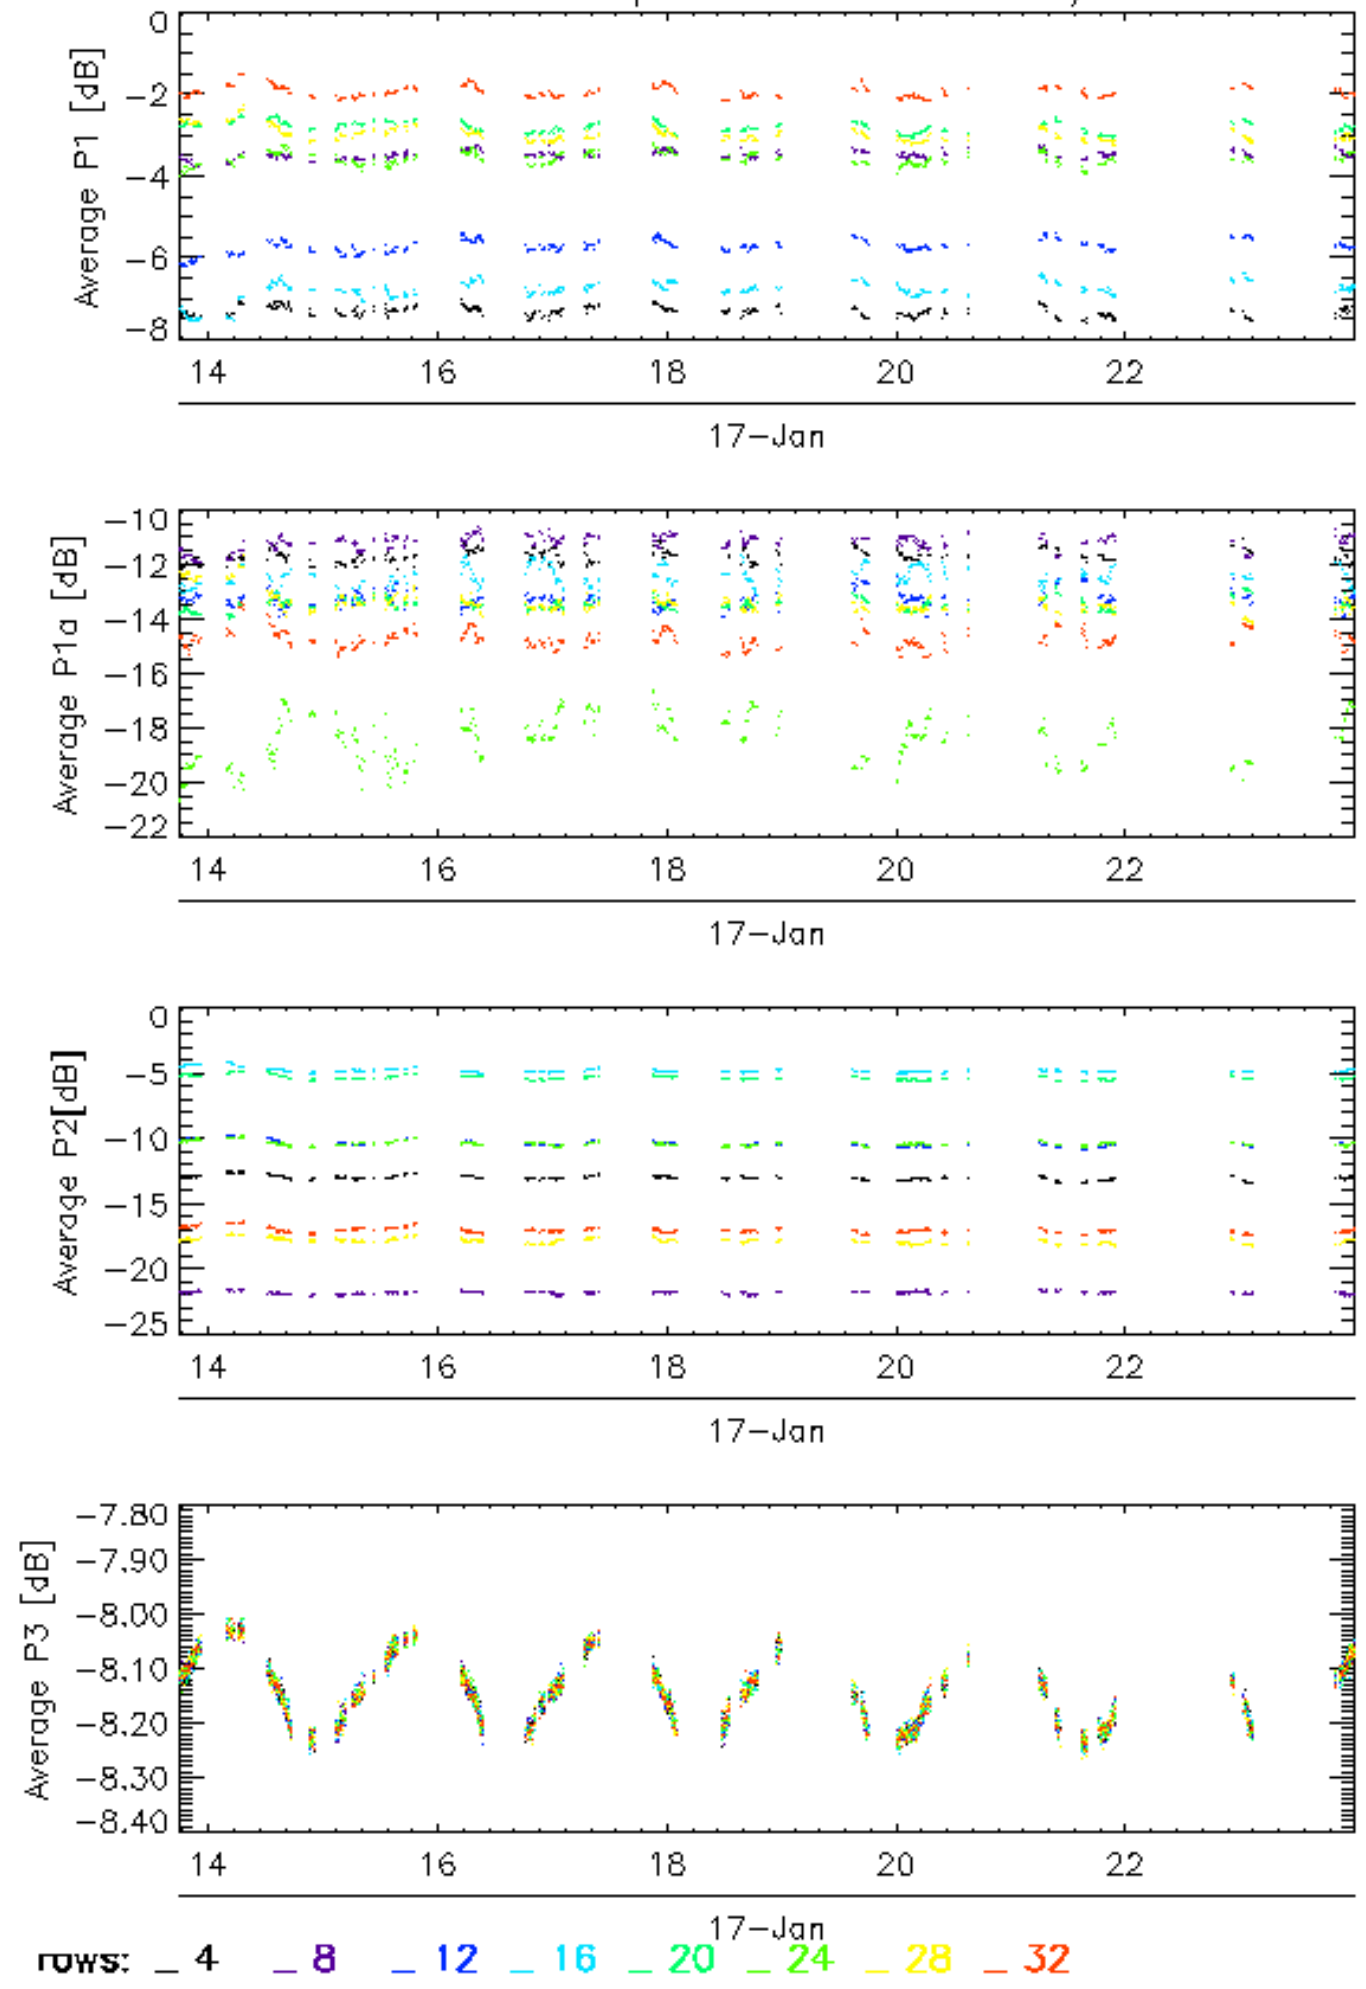 Average P1 [dB]
0
-2
-4
-6
-8
14 16 18 20 22
17-Jan
Average P1a [dB]
-10
-12
-14
-16
-18
-20
-22
14 16 18 20 22
17-Jan
Average P2[dB]
0
-5
-10
-15
-20
-25
14 16 18 20 22
17-Jan
Average P3 [dB]
-7.80
-7.90
-8.00
-8.10
-8.20
-8.30
-8.40
14 16 18 20 22
17-Jan
rows: _ 4 _ 8 _ 12 _ 16 _ 20 _ 24 _ 28 _ 32